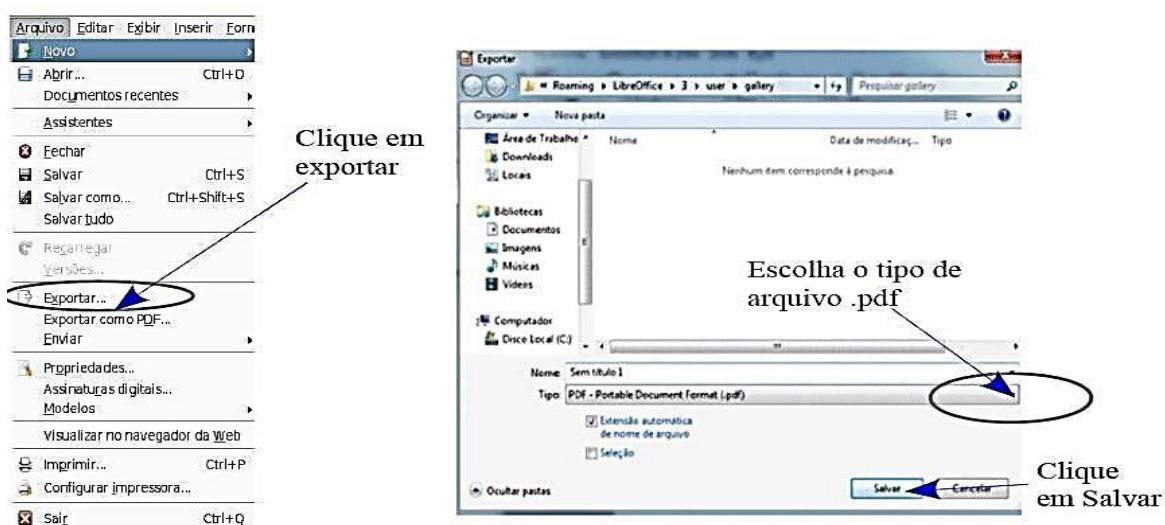 Arquivo Editar Exibir Inserir Form
Novo
Abrir... Ctrl+O
Documentos recentes
Assistentes
Fechar
Salvar Ctrl+S
Salvar como... Ctrl+Shift+S
Salvar tudo
Recarregar
Versões...
Exportar...
Exportar como PDF...
Enviar
Propriedades...
Assinaturas digitais...
Modelos
Visualizar no navegador da Web
Imprimir... Ctrl+P
Configurar impressora...
Sair Ctrl+Q
Clique em
exportar
Exportar
« Roaming LibreOffice 3 user gallery Pesquisar gallery
Organizar Nova pasta
Área de Trabalho
Downloads
Locais
Bibliotecas
Documentos
Imagens
Músicas
Vídeos
Computador
Disco Local (C:)
Nome Data de modificaç... Tipo
Nenhum item corresponde à pesquisa.
Escolha o tipo de
arquivo .pdf
Nome: Sem título 1
Tipo: PDF - Portable Document Format (.pdf)
Extensão automática
de nome de arquivo
Seleção
Ocultar pastas
Salvar Cancelar
Clique
em Salvar